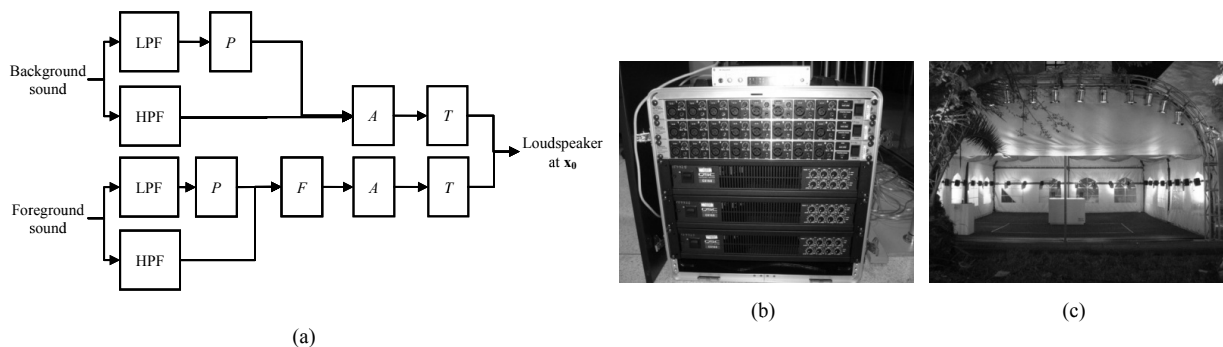 LPF
P
Background
sound
HPF
A
T
Loudspeaker
at x₀
LPF
P
F
A
T
Foreground
sound
HPF
(a)
(b)
(c)